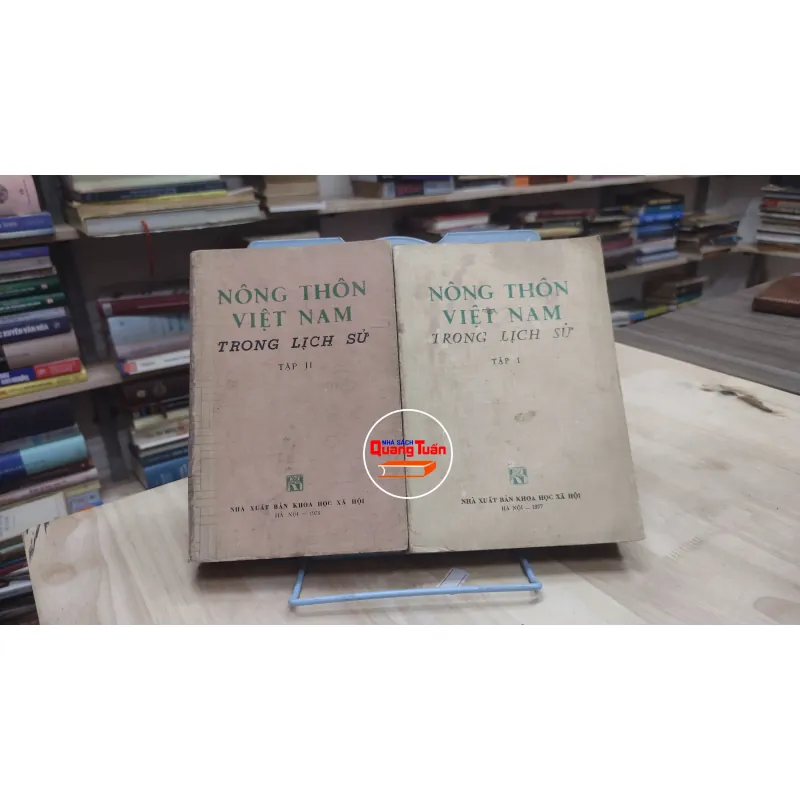 NÔNG THÔN
VIỆT NAM
TRONG LỊCH SỬ
TẬP II
NHÀ XUẤT BẢN KHOA HỌC XÃ HỘI
NÔNG THÔN
VIỆT NAM
TRONG LỊCH SỬ
TẬP I
NHÀ XUẤT BẢN KHOA HỌC XÃ HỘI
HÀ NỘI — 1977
NHÀ SÁCH
Quang Tuấn